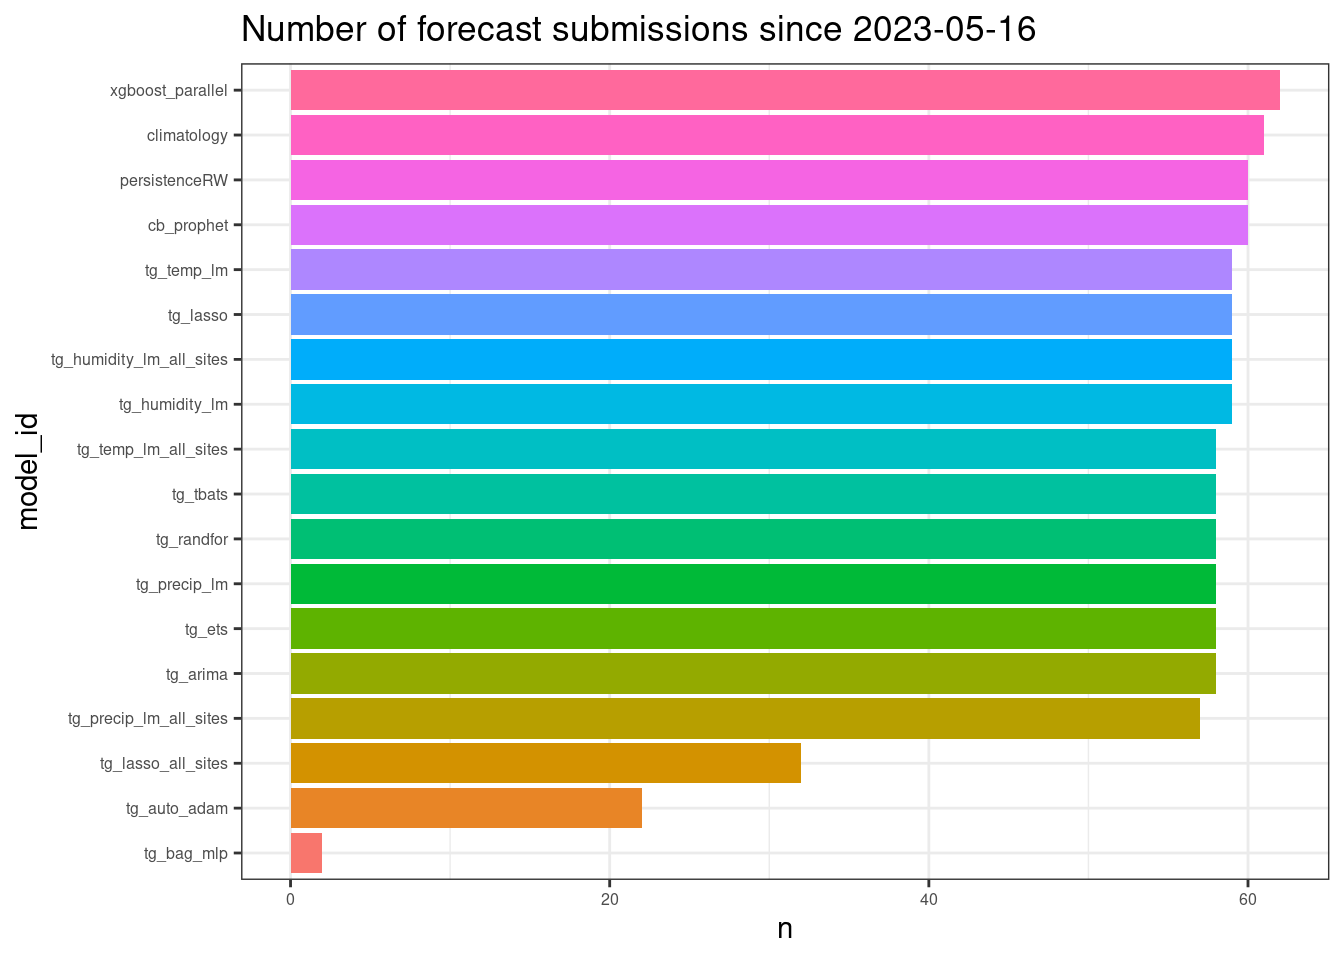 Number of forecast submissions since 2023-05-16
xgboost_parallel
climatology
persistenceRW
cb_prophet
tg_temp_lm
tg_lasso
tg_humidity_lm_all_sites
tg_humidity_lm
tg_temp_lm_all_sites
tg_tbats
tg_randfor
tg_precip_lm
tg_ets
tg_arima
tg_precip_lm_all_sites
tg_lasso_all_sites
tg_auto_adam
tg_bag_mlp
model_id
0 20 40 60
n